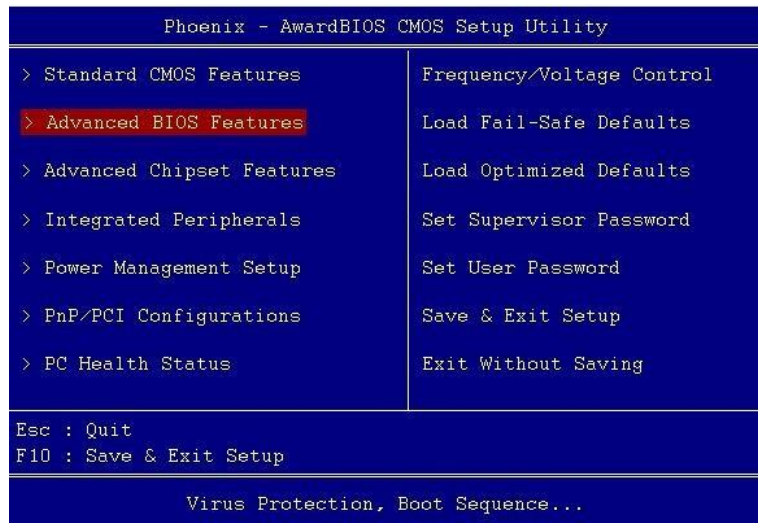 Phoenix - AwardBIOS CMOS Setup Utility
> Standard CMOS Features
> Advanced BIOS Features
> Advanced Chipset Features
> Integrated Peripherals
> Power Management Setup
> PnP/PCI Configurations
> PC Health Status
Frequency/Voltage Control
Load Fail-Safe Defaults
Load Optimized Defaults
Set Supervisor Password
Set User Password
Save & Exit Setup
Exit Without Saving
Esc : Quit
F10 : Save & Exit Setup
Virus Protection, Boot Sequence...